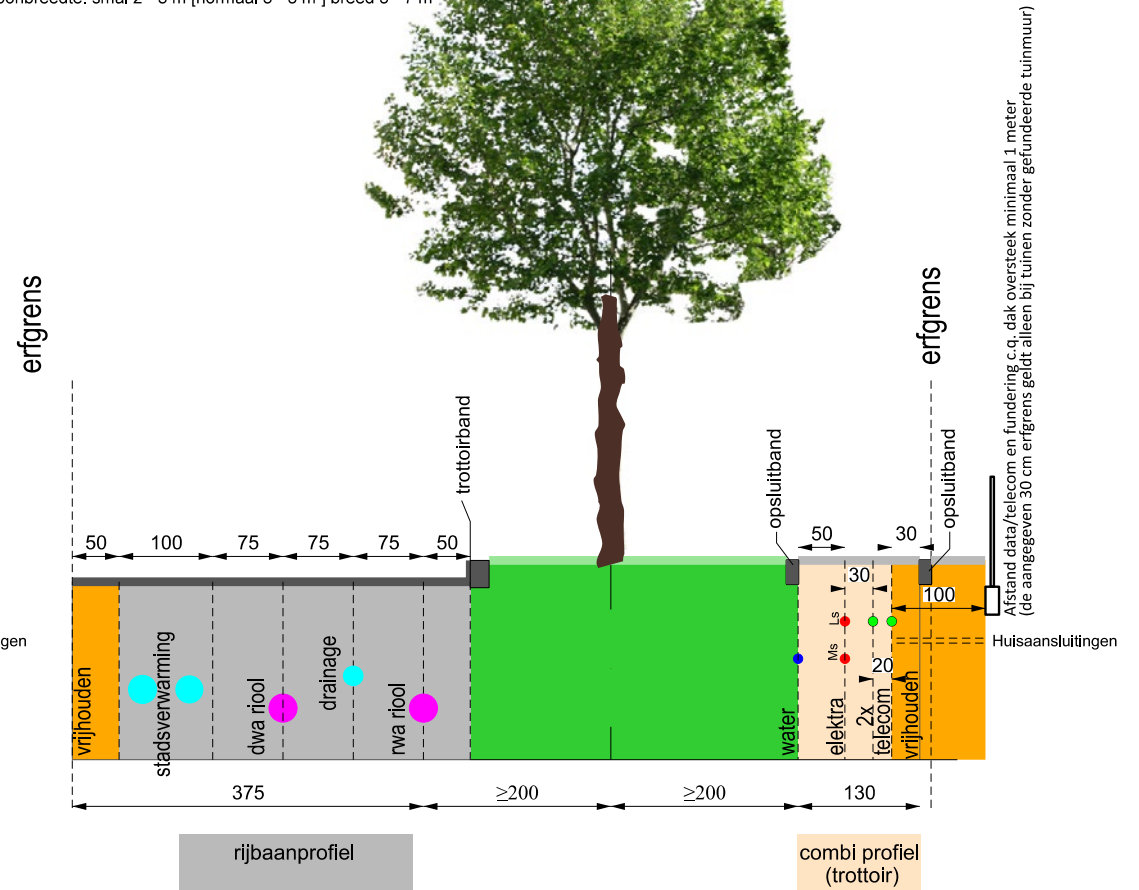 erfgrens
erfgrens
Afstand data/telecom en fundering c.q. dak oversteek minimaal 1 meter
(de aangegeven 30 cm erfgrens geldt alleen bij tuinen zonder gefundeerde tuinmuur)
trottoirband
opsluitband
opsluitband
50
100
75
75
75
50
50
30
30
100
20
gen
Huisaansluitingen
vrijhouden
stadsverwarming
dwa riool
drainage
rwa riool
water
elektra
Ls
Ms
2x
telecom
vrijhouden
375
≥200
≥200
130
rijbaanprofiel
combi profiel
(trottoir)